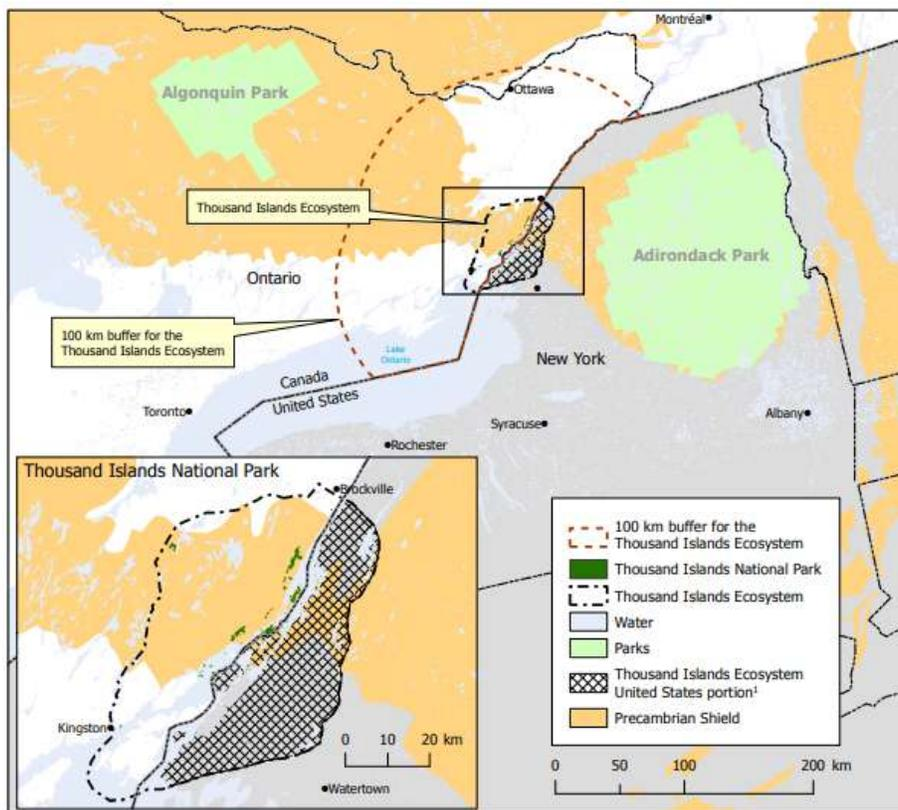 Montréal
Algonquin Park
Ottawa
Thousand Islands Ecosystem
Adirondack Park
Ontario
100 km buffer for the
Thousand Islands Ecosystem
Lake
Ontario
New York
Canada
United States
Toronto
Syracuse
Albany
Rochester
Thousand Islands National Park
Brockville
Kingston
Watertown
0 10 20 km
100 km buffer for the
Thousand Islands Ecosystem
Thousand Islands National Park
Thousand Islands Ecosystem
Water
Parks
Thousand Islands Ecosystem
United States portion¹
Precambrian Shield
0 50 100 200 km